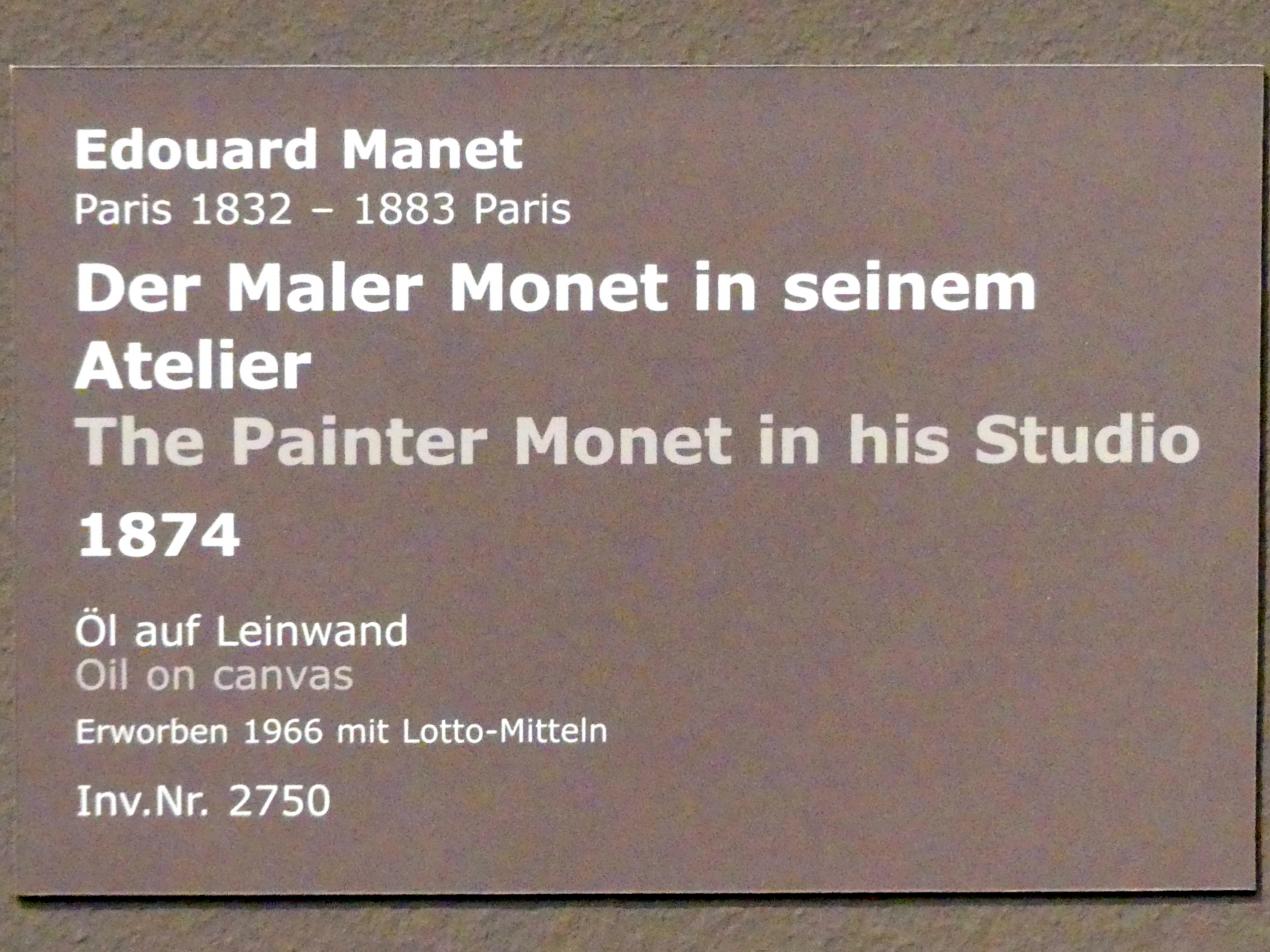 Edouard Manet
Paris 1832 – 1883 Paris
Der Maler Monet in seinem
Atelier
The Painter Monet in his Studio
1874
Öl auf Leinwand
Oil on canvas
Erworben 1966 mit Lotto-Mitteln
Inv.Nr. 2750